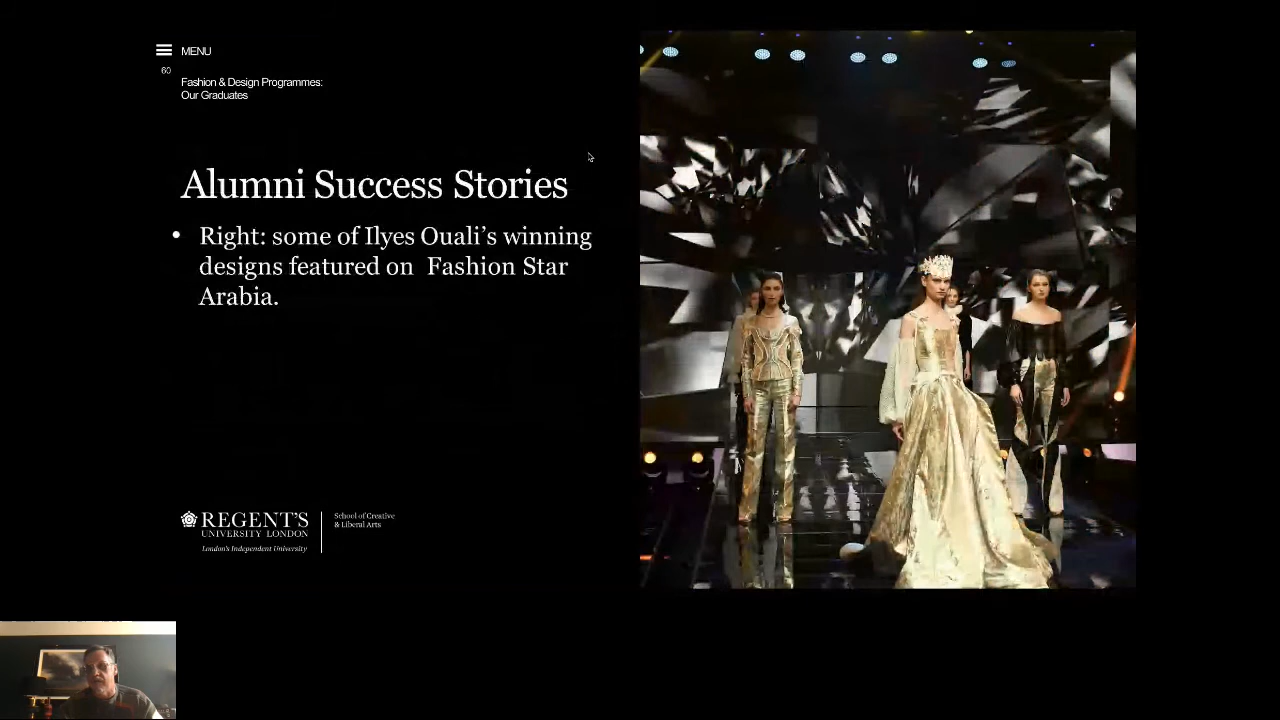 MENU
60
Fashion & Design Programmes:
Our Graduates
Alumni Success Stories
• Right: some of Ilyes Ouali’s winning
designs featured on  Fashion Star
Arabia.
REGENT’S
UNIVERSITY LONDON
London’s Independent University
School of Creative
& Liberal Arts